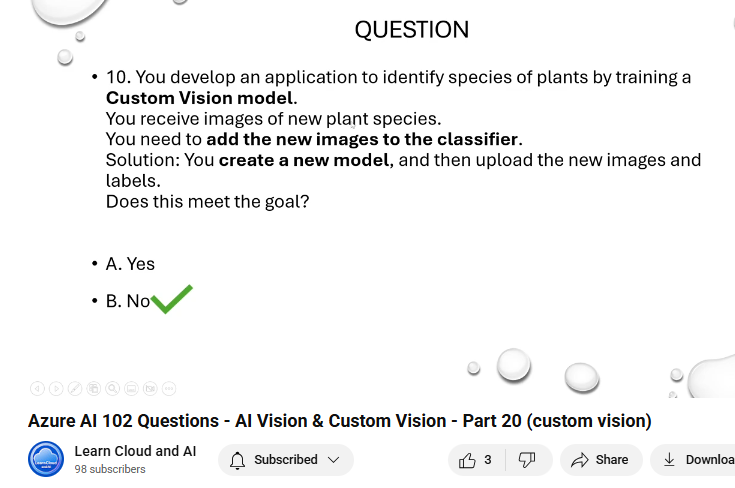 QUESTION
• 10. You develop an application to identify species of plants by training a
Custom Vision model.
You receive images of new plant species.
You need to add the new images to the classifier.
Solution: You create a new model, and then upload the new images and
labels.
Does this meet the goal?
• A. Yes
• B. No
Azure AI 102 Questions - AI Vision & Custom Vision - Part 20 (custom vision)
Learn Cloud and AI
98 subscribers
Subscribed
3
Share
Downloa